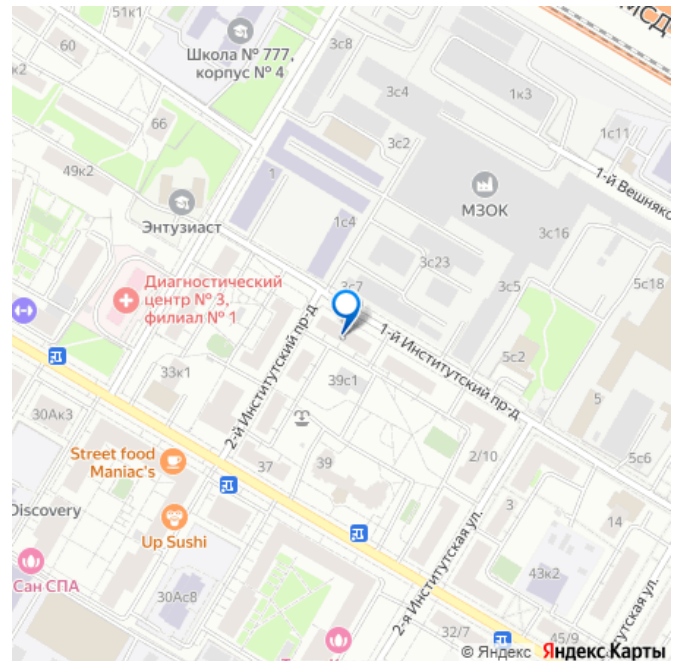 51к1
МСД
60
Школа № 777,
корпус № 4
3с8
к2
3с4
1к3
66
1с11
3с2
49к2
1
1-й Вешняко
МЗОК
Энтузиаст
1с4
3с16
3с23
Диагностический
центр № 3,
филиал № 1
3с7
3с5
5с18
1-й Институтский пр-д
2-й Институтский пр-д
5с2
33к1
39с1
5
30Ак3
Street food
Maniac's
37
39
2/10
5с6
3
14
Discovery
Up Sushi
2-я Институтская ул.
43к2
Сан СПА
30Ас8
тутская ул.
32/7
45/9
© Яндекс Яндекс Карты